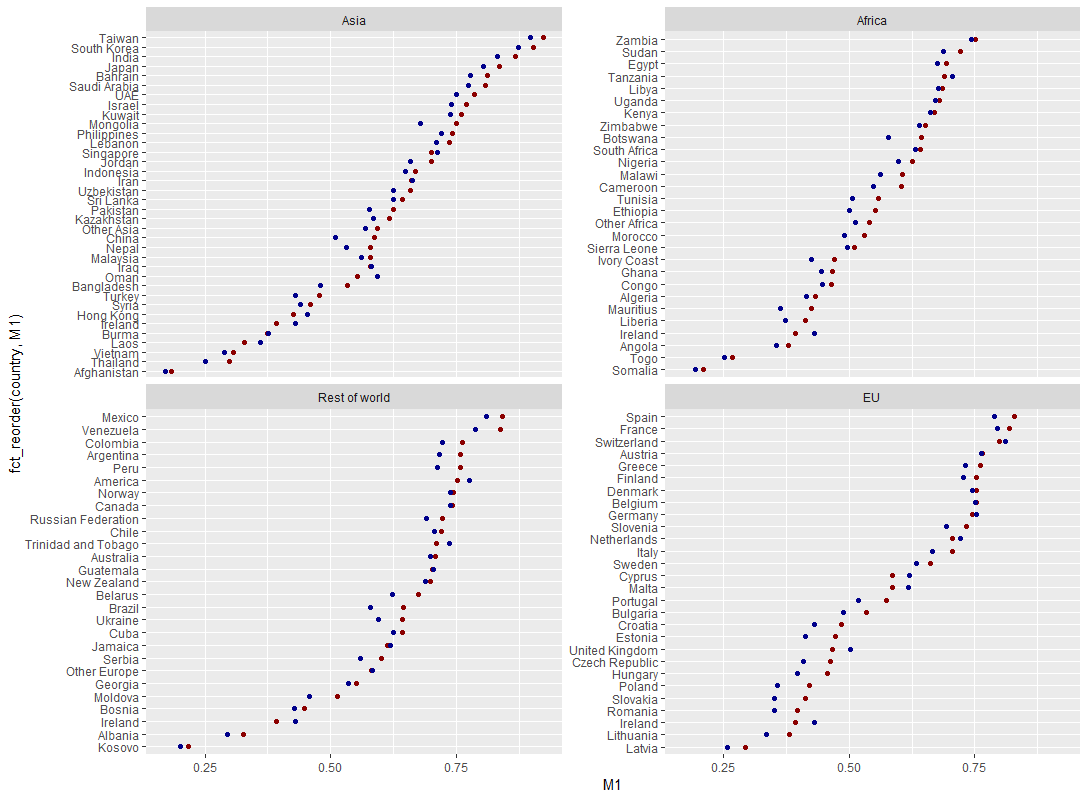 Asia
Taiwan
South Korea
India
Japan
Bahrain
Saudi Arabia
UAE
Israel
Kuwait
Mongolia
Philippines
Lebanon
Singapore
Jordan
Indonesia
Iran
Uzbekistan
Sri Lanka
Pakistan
Kazakhstan
Other Asia
China
Nepal
Malaysia
Iraq
Oman
Bangladesh
Turkey
Syria
Hong Kong
Ireland
Burma
Laos
Vietnam
Thailand
Afghanistan
Africa
Zambia
Sudan
Egypt
Tanzania
Libya
Uganda
Kenya
Zimbabwe
Botswana
South Africa
Nigeria
Malawi
Cameroon
Tunisia
Ethiopia
Other Africa
Morocco
Sierra Leone
Ivory Coast
Ghana
Congo
Algeria
Mauritius
Liberia
Ireland
Angola
Togo
Somalia
fct_reorder(country, M1)
Rest of world
Mexico
Venezuela
Colombia
Argentina
Peru
America
Norway
Canada
Russian Federation
Chile
Trinidad and Tobago
Australia
Guatemala
New Zealand
Belarus
Brazil
Ukraine
Cuba
Jamaica
Serbia
Other Europe
Georgia
Moldova
Bosnia
Ireland
Albania
Kosovo
0.25 0.50 0.75
EU
Spain
France
Switzerland
Austria
Greece
Finland
Denmark
Belgium
Germany
Slovenia
Netherlands
Italy
Sweden
Cyprus
Malta
Portugal
Bulgaria
Croatia
Estonia
United Kingdom
Czech Republic
Hungary
Poland
Slovakia
Romania
Ireland
Lithuania
Latvia
0.25 0.50 0.75
M1